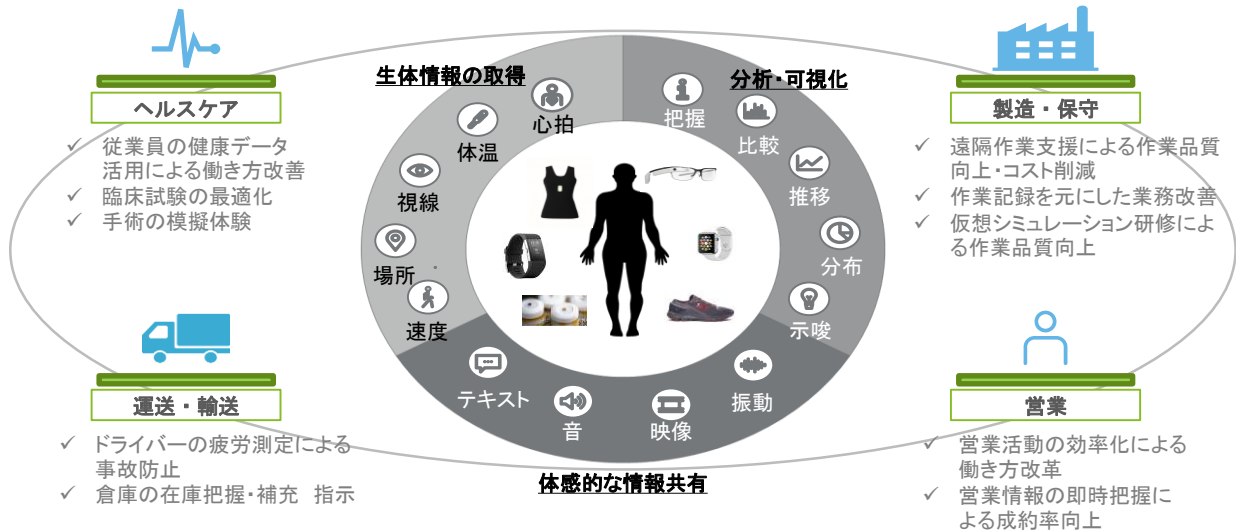 生体情報の取得
分析・可視化
体感的な情報共有
ヘルスケア
✓ 従業員の健康データ
活用による働き方改善
✓ 臨床試験の最適化
✓ 手術の模擬体験
製造・保守
✓ 遠隔作業支援による作業品質
向上・コスト削減
✓ 作業記録を元にした業務改善
✓ 仮想シミュレーション研修によ
る作業品質向上
運送・輸送
✓ ドライバーの疲労測定による
事故防止
✓ 倉庫の在庫把握・補充 指示
営業
✓ 営業活動の効率化による
働き方改革
✓ 営業情報の即時把握に
よる成約率向上
心拍
体温
視線
場所
速度
把握
比較
推移
分布
示唆
テキスト
音
映像
振動